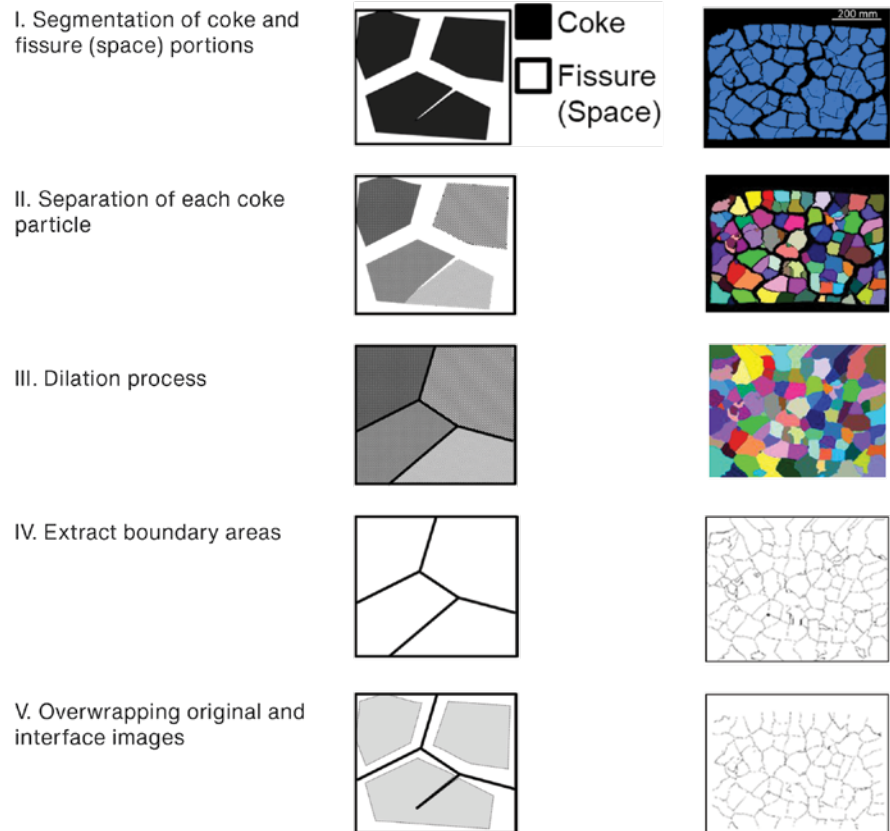 I. Segmentation of coke and
fissure (space) portions
Coke
Fissure
(Space)
200 mm
II. Separation of each coke
particle
III. Dilation process
IV. Extract boundary areas
V. Overwrapping original and
interface images